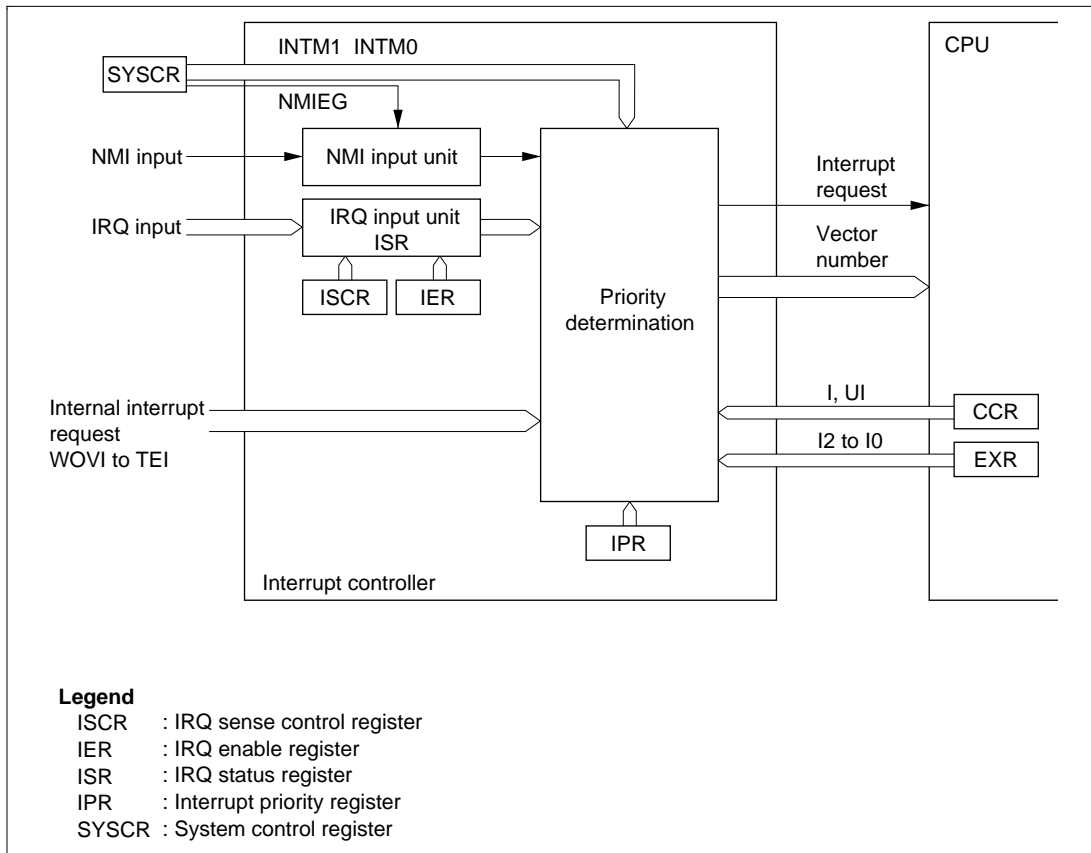 INTM1 INTM0
CPU
SYSCR
NMIEG
NMI input
NMI input unit
Interrupt
request
IRQ input
IRQ input unit
ISR
Vector
number
ISCR
IER
Priority
determination
I, UI
CCR
Internal interrupt
request
WOVI to TEI
I2 to I0
EXR
IPR
Interrupt controller
Legend
ISCR : IRQ sense control register
IER : IRQ enable register
ISR : IRQ status register
IPR : Interrupt priority register
SYSCR : System control register